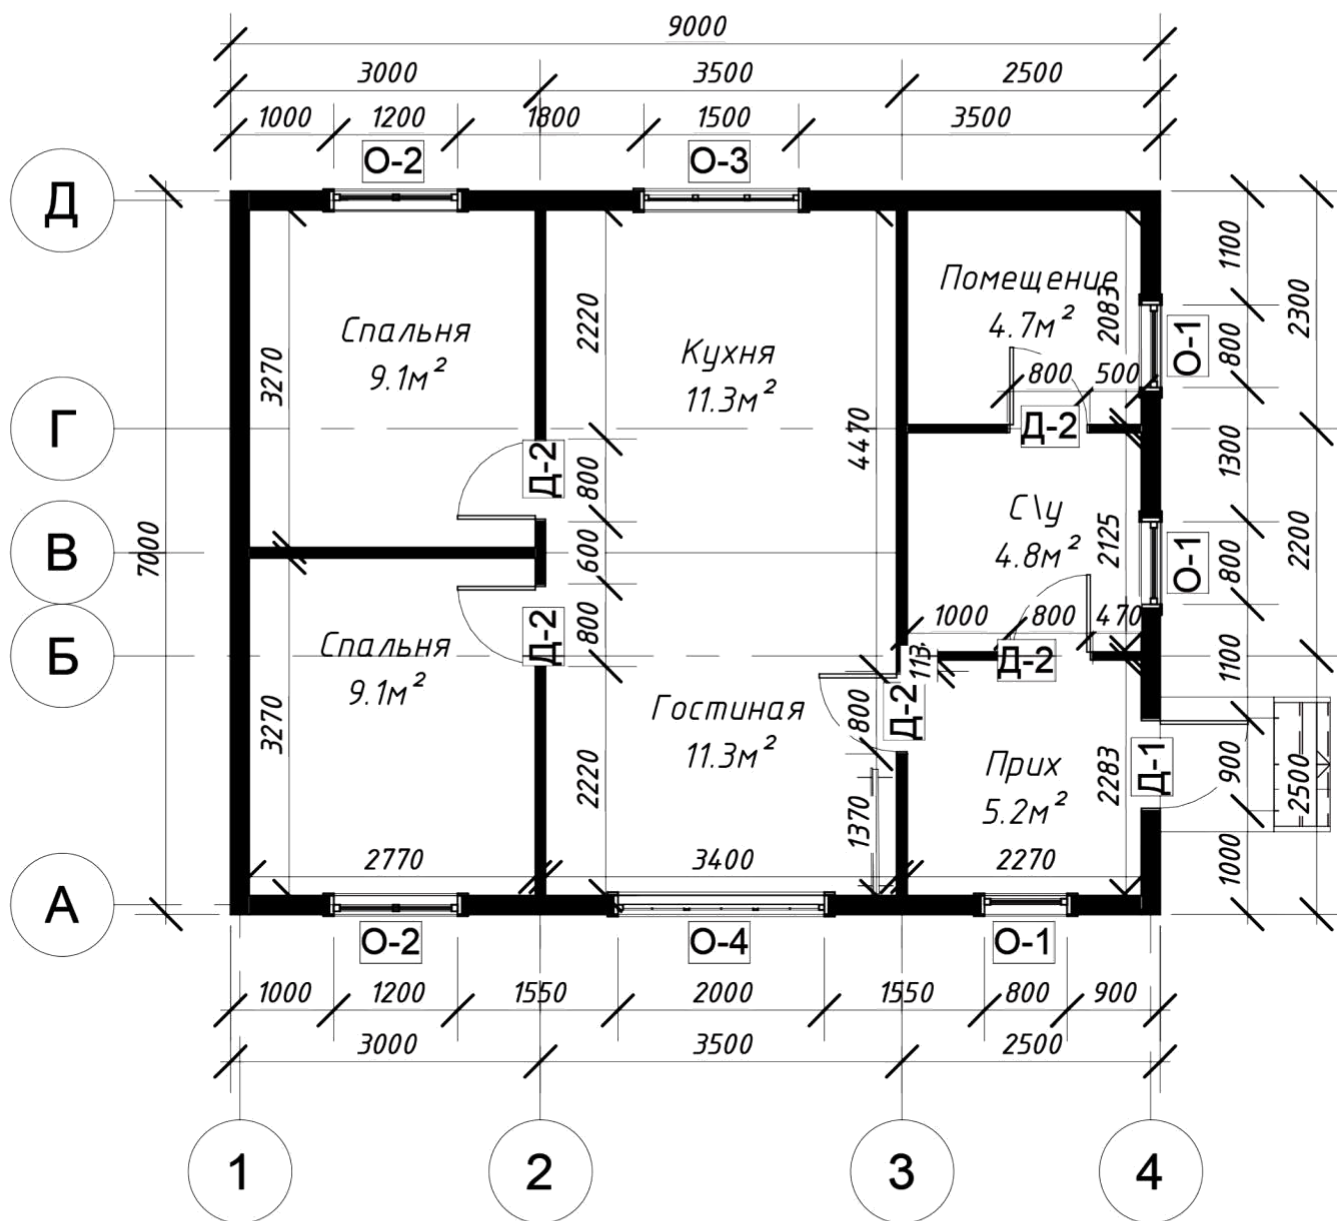 9000
3000 3500 2500
1000 1200 1800 1500 3500
О-2 О-3
Д
Г
В
Б
А
7000
Спальня
9.1м²
3270
2220
Кухня
11.3м²
4470
Помещение
4.7м²
2083
800 500
Д-2
О-1
1100
800
2300
1300
Д-2
800
600
800
Д-2
С\у
4.8м²
2125
О-1
800
2200
1000 800 470
Д-2
113
1100
Спальня
9.1м²
3270
2220
Гостиная
11.3м²
800
Д-2
1370
Прих
5.2м²
2283
Д-1
900
2500
1000
2770 3400 2270
О-2 О-4 О-1
1000 1200 1550 2000 1550 800 900
3000 3500 2500
1 2 3 4